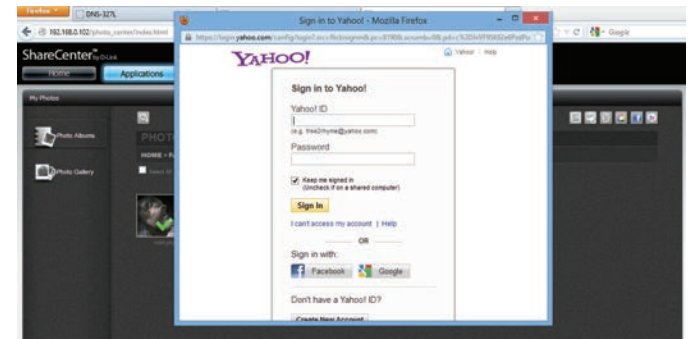 Firefox
DNS-327L
Sign in to Yahoo! - Mozilla Firefox
192.168.0.102/photo_center/index.html
Google
ShareCenter by D-Link
Home
Applications
My Photos
Photo Albums
Photo Gallery
PHOT
HOME >
Select All
YAHOO!
Yahoo!
Help
Sign in to Yahoo!
Yahoo! ID
(e.g. free2rhyme@yahoo.com)
Password
Keep me signed in
(Uncheck if on a shared computer)
Sign In
I can't access my account | Help
OR
Sign in with:
Facebook
Google
Don't have a Yahoo! ID?
Create New Account